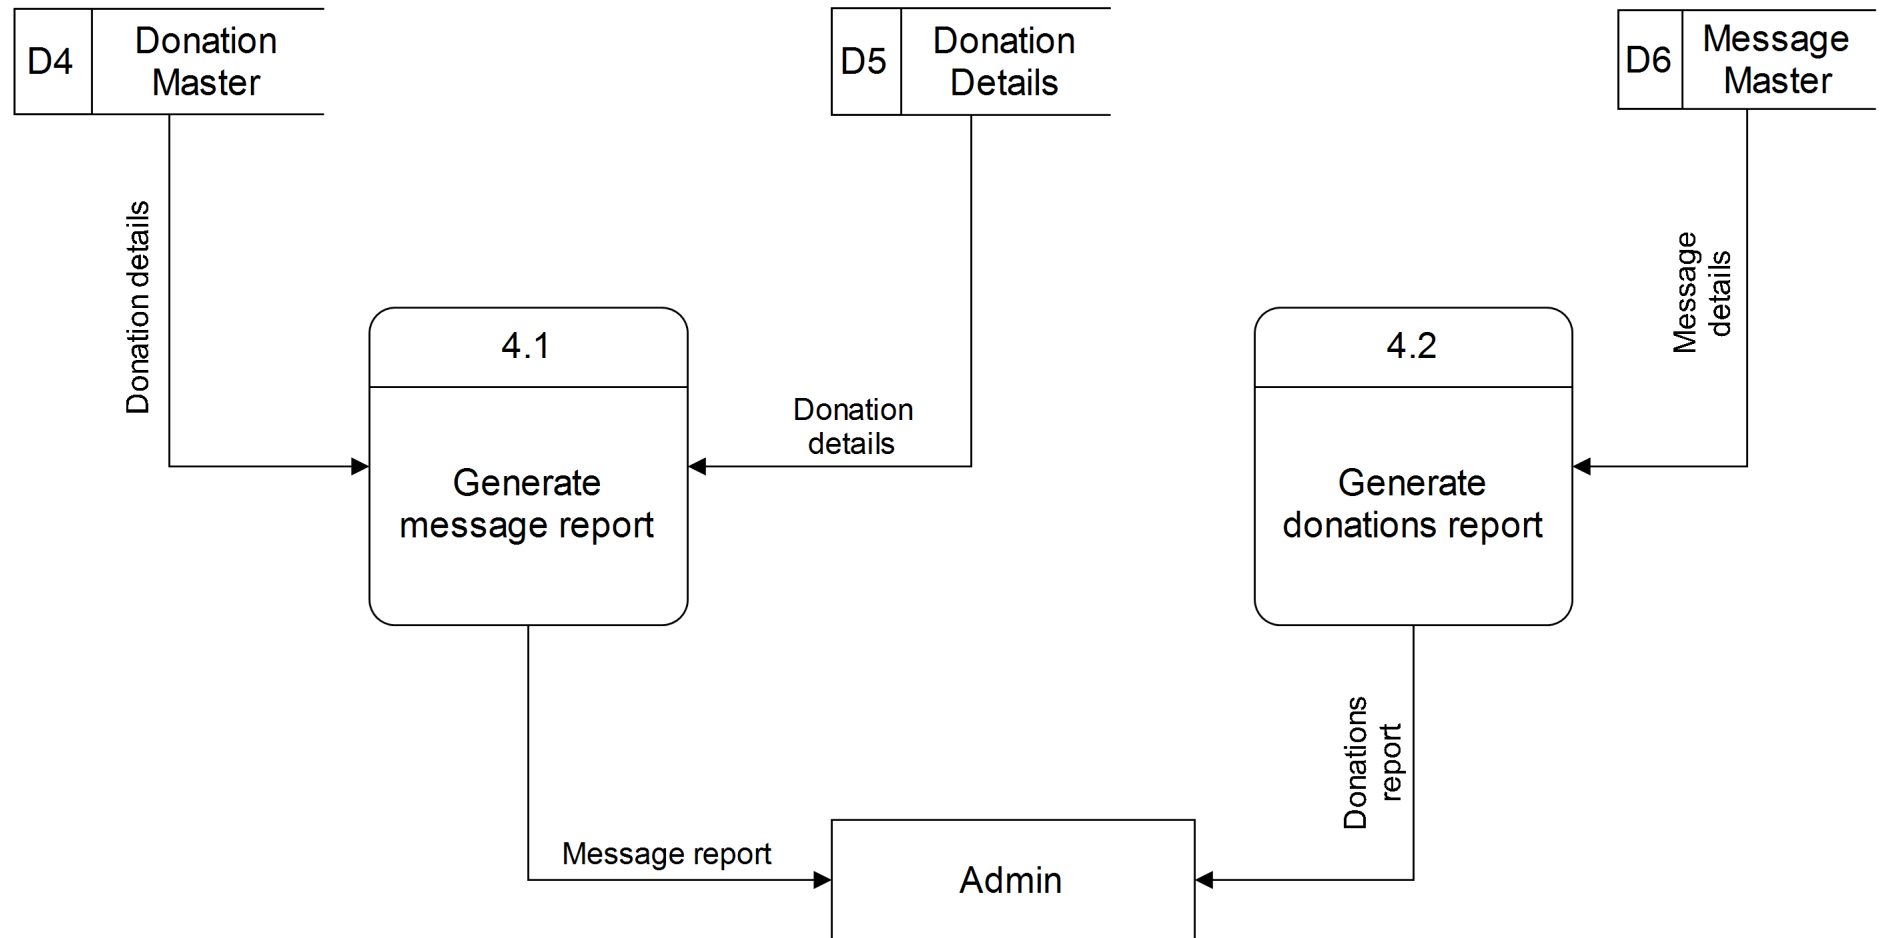 D4
Donation
Master
D5
Donation
Details
D6
Message
Master
Donation details
Message
details
4.1
4.2
Donation
details
Generate
message report
Generate
donations report
Donations
report
Message report
Admin